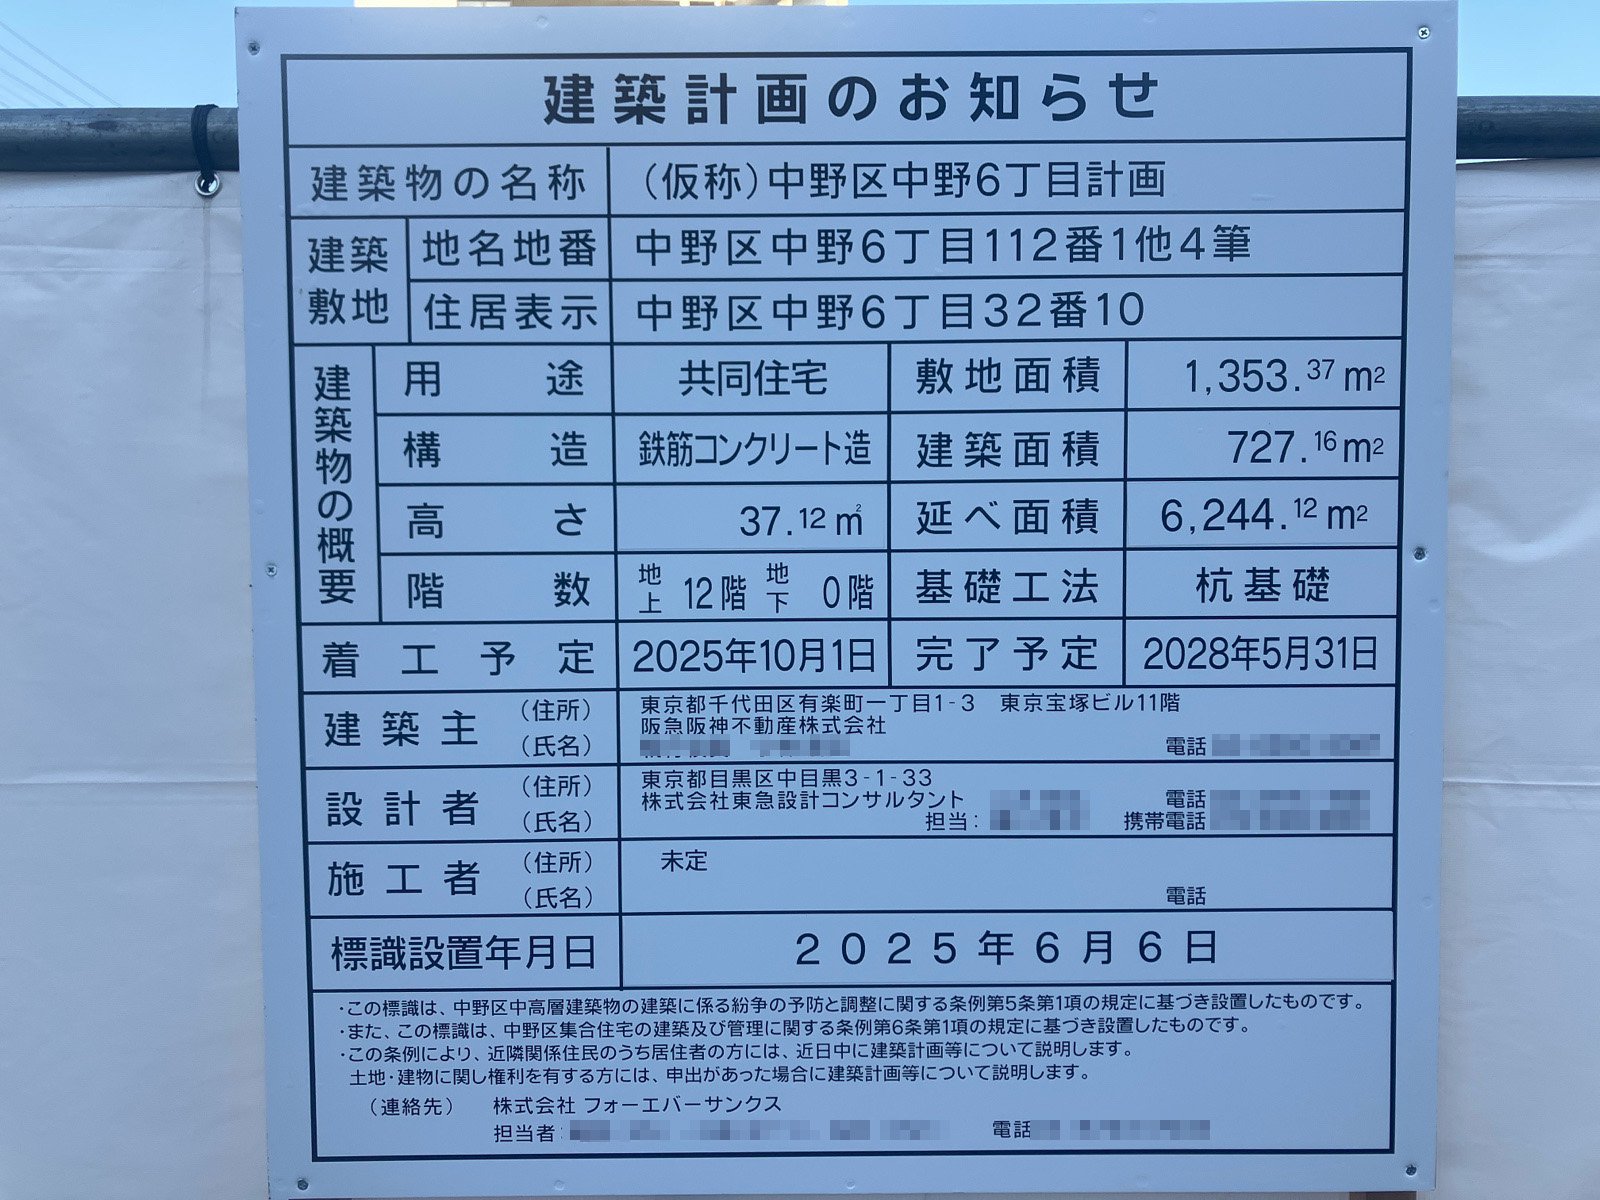 建築計画のお知らせ
建築物の名称 (仮称)中野区中野6丁目計画
建築敷地 地名地番 中野区中野6丁目112番1他4筆
住居表示 中野区中野6丁目32番10
建築物の概要 用途 共同住宅 敷地面積 1,353.37m2
構造 鉄筋コンクリート造 建築面積 727.16m2
高さ 37.12㎡ 延べ面積 6,244.12m2
階数 地上 12階 地下 0階 基礎工法 杭基礎
着工予定 2025年10月1日 完了予定 2028年5月31日
建築主 (住所) 東京都千代田区有楽町一丁目1-3 東京宝塚ビル11階
阪急阪神不動産株式会社
(氏名) 電話
設計者 (住所) 東京都目黒区中目黒3-1-33
株式会社東急設計コンサルタント 電話
(氏名) 担当: 携帯電話
施工者 (住所) 未定
(氏名) 電話
標識設置年月日 2025年6月6日
・この標識は、中野区中高層建築物の建築に係る紛争の予防と調整に関する条例第5条第1項の規定に基づき設置したものです。
・また、この標識は、中野区集合住宅の建築及び管理に関する条例第6条第1項の規定に基づき設置したものです。
・この条例により、近隣関係住民のうち居住者の方には、近日中に建築計画等について説明します。
土地・建物に関し権利を有する方には、申出があった場合に建築計画等について説明します。
(連絡先) 株式会社 フォーエバーサンクス
担当者: 電話